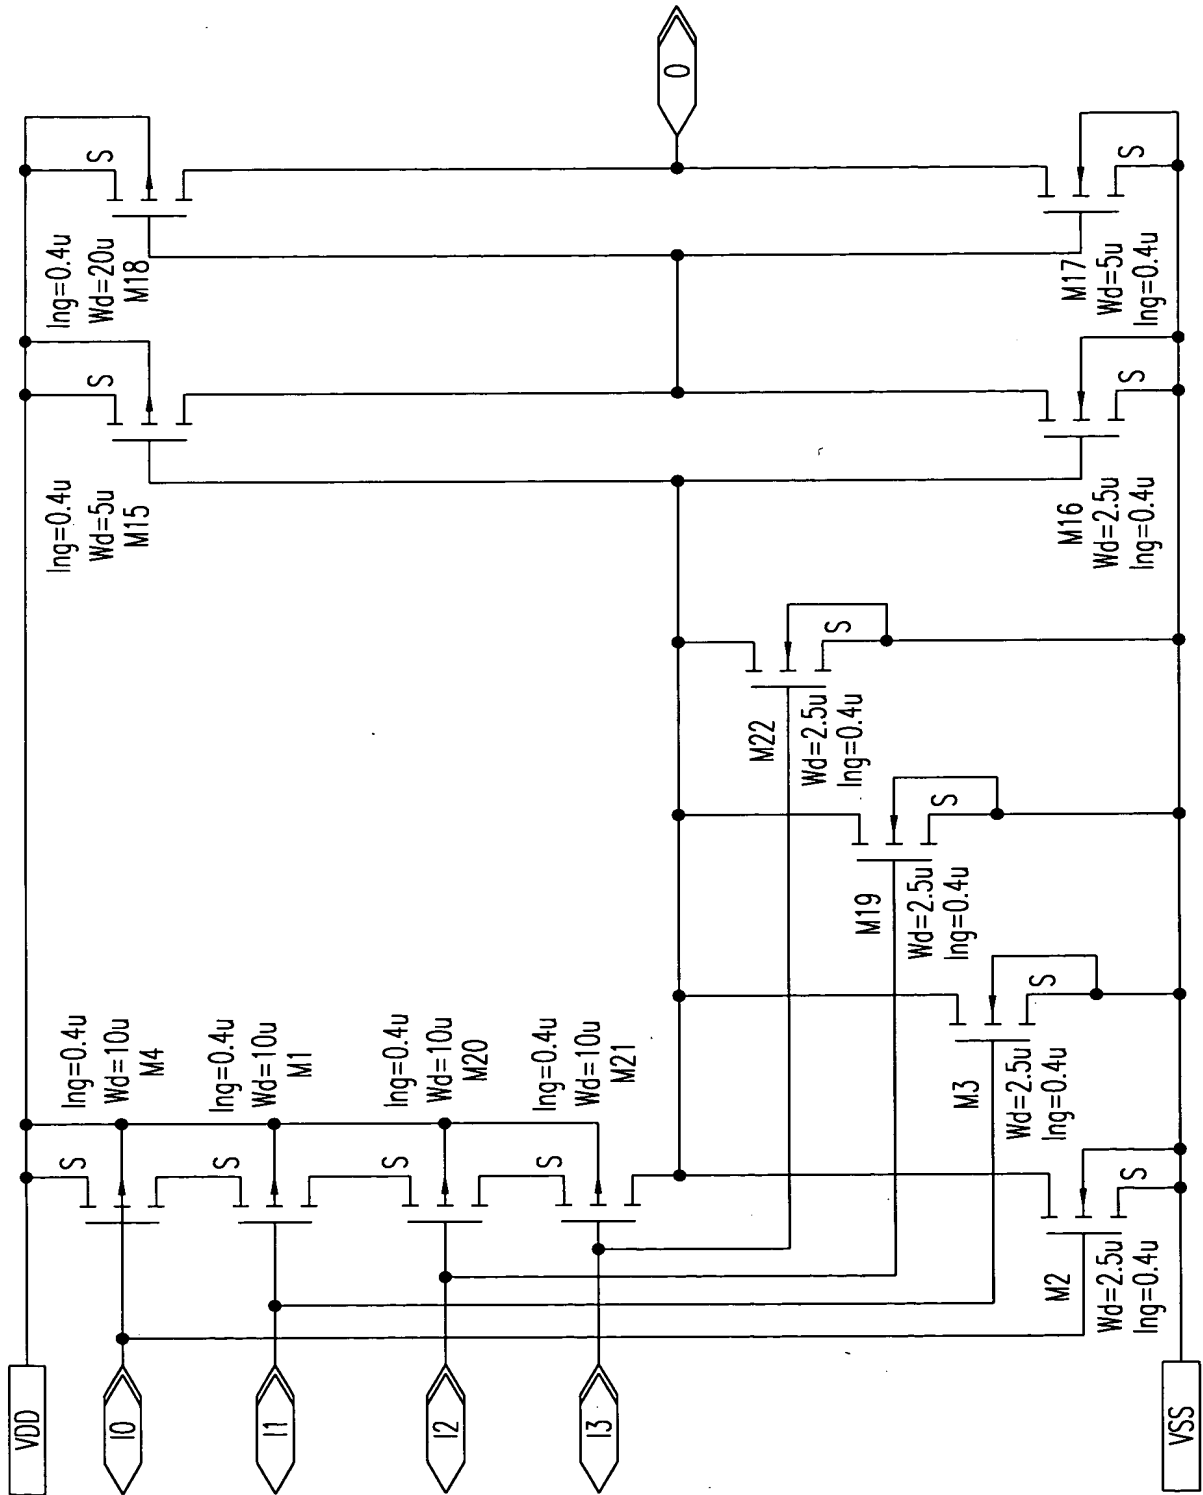 VDD
I0
I1
I2
I3
VSS
S
lng=0.4u
Wd=10u
M4
S
lng=0.4u
Wd=10u
M1
S
lng=0.4u
Wd=10u
M20
S
lng=0.4u
Wd=10u
M21
M2
Wd=2.5u
lng=0.4u
S
M3
Wd=2.5u
lng=0.4u
S
M19
Wd=2.5u
lng=0.4u
S
M22
Wd=2.5u
lng=0.4u
S
lng=0.4u
Wd=5u
M15
S
M16
Wd=2.5u
lng=0.4u
S
lng=0.4u
Wd=20u
M18
S
M17
Wd=5u
lng=0.4u
S
O